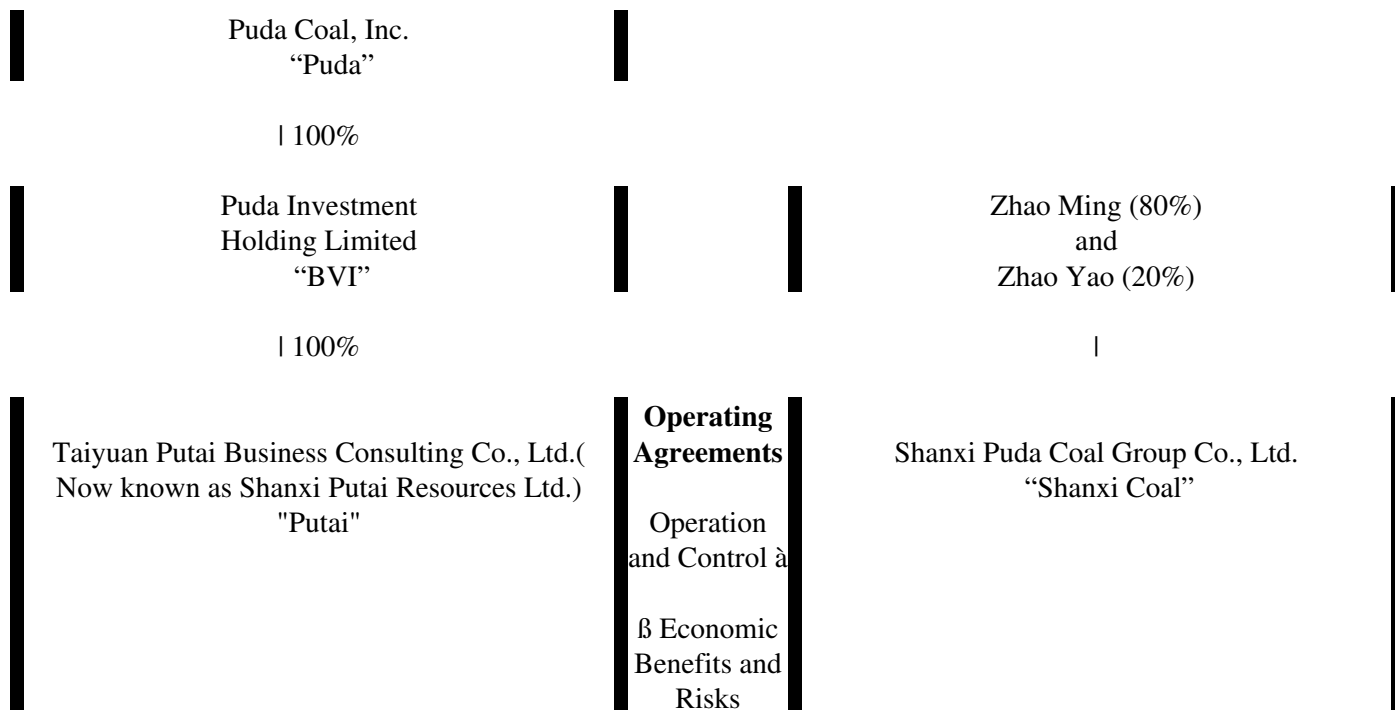 Puda Coal, Inc.
“Puda”
| 100%
Puda Investment
Holding Limited
“BVI”
Zhao Ming (80%)
and
Zhao Yao (20%)
| 100%
|
Taiyuan Putai Business Consulting Co., Ltd.(
Now known as Shanxi Putai Resources Ltd.)
"Putai"
Operating
Agreements
Operation
and Control à
ß Economic
Benefits and
Risks
Shanxi Puda Coal Group Co., Ltd.
“Shanxi Coal”